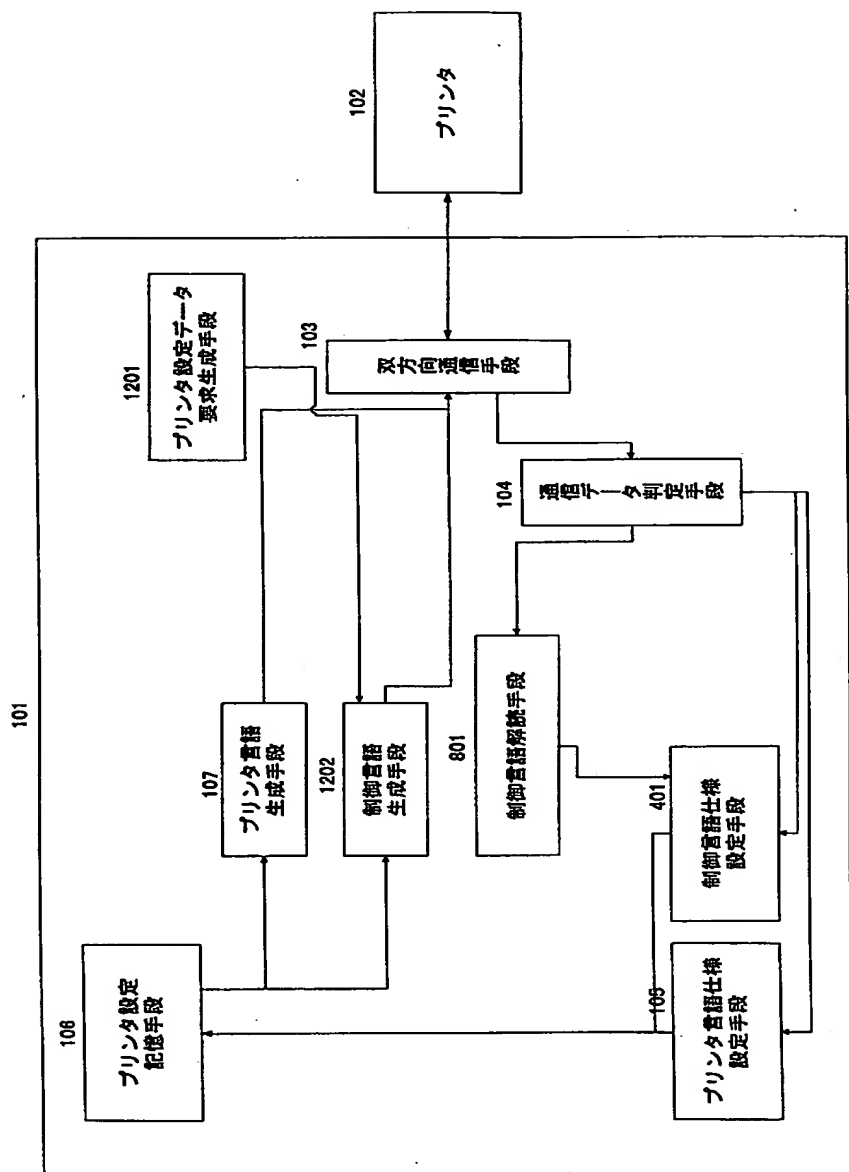 101
106
プリンタ設定
記憶手段
107
プリンタ言語
生成手段
1201
プリンタ設定データ
要求生成手段
102
プリンタ
1202
制御言語
生成手段
103
双方向通信手段
801
制御言語解読手段
104
通信データ判定手段
105
プリンタ言語仕様
設定手段
401
制御言語仕様
設定手段